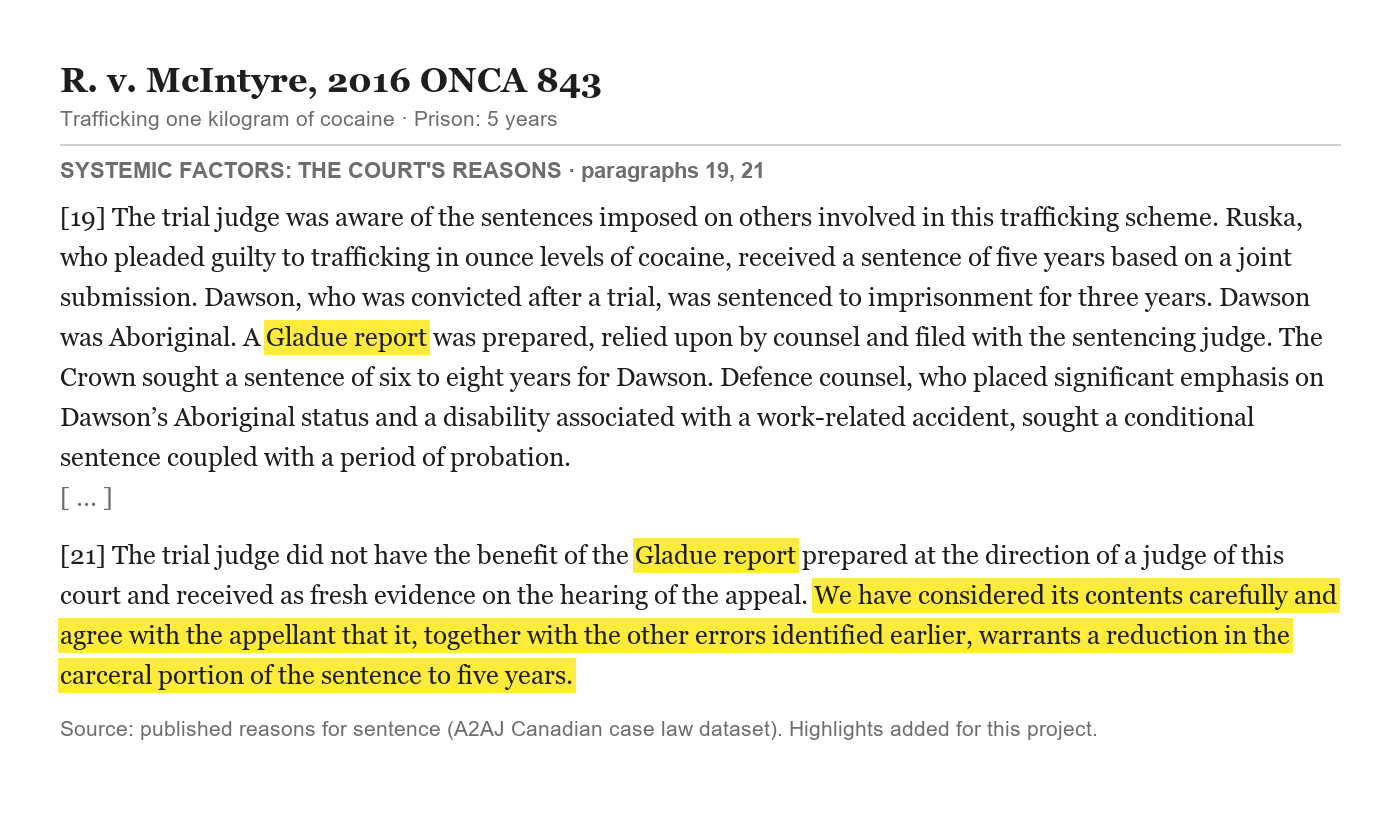 R. v. McIntyre, 2016 ONCA 843
Trafficking one kilogram of cocaine · Prison: 5 years
SYSTEMIC FACTORS: THE COURT'S REASONS · paragraphs 19, 21
[19] The trial judge was aware of the sentences imposed on others involved in this trafficking scheme. Ruska,
who pleaded guilty to trafficking in ounce levels of cocaine, received a sentence of five years based on a joint
submission. Dawson, who was convicted after a trial, was sentenced to imprisonment for three years. Dawson
was Aboriginal. A Gladue report was prepared, relied upon by counsel and filed with the sentencing judge. The
Crown sought a sentence of six to eight years for Dawson. Defence counsel, who placed significant emphasis on
Dawson’s Aboriginal status and a disability associated with a work-related accident, sought a conditional
sentence coupled with a period of probation.
[ ... ]
[21] The trial judge did not have the benefit of the Gladue report prepared at the direction of a judge of this
court and received as fresh evidence on the hearing of the appeal. We have considered its contents carefully and
agree with the appellant that it, together with the other errors identified earlier, warrants a reduction in the
carceral portion of the sentence to five years.
Source: published reasons for sentence (A2AJ Canadian case law dataset). Highlights added for this project.